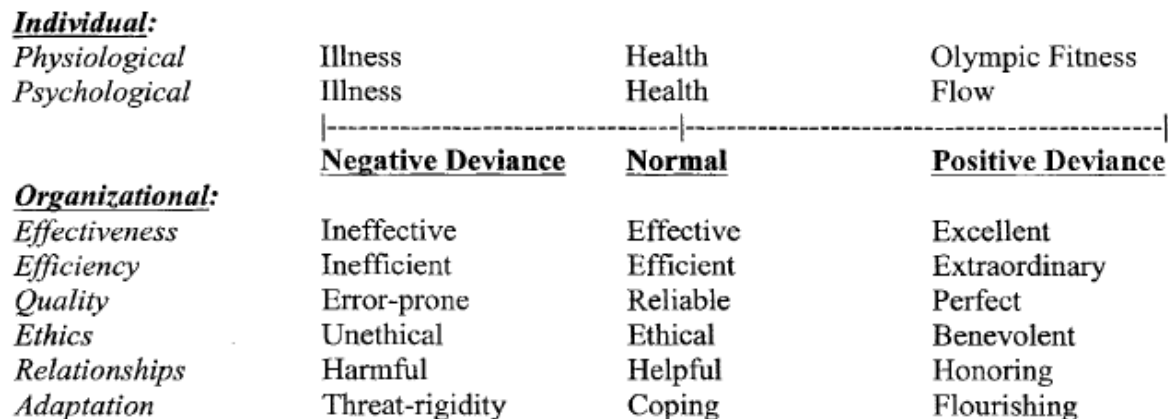 Individual:
Physiological Illness Health Olympic Fitness
Psychological Illness Health Flow
Negative Deviance Normal Positive Deviance
Organizational:
Effectiveness Ineffective Effective Excellent
Efficiency Inefficient Efficient Extraordinary
Quality Error-prone Reliable Perfect
Ethics Unethical Ethical Benevolent
Relationships Harmful Helpful Honoring
Adaptation Threat-rigidity Coping Flourishing